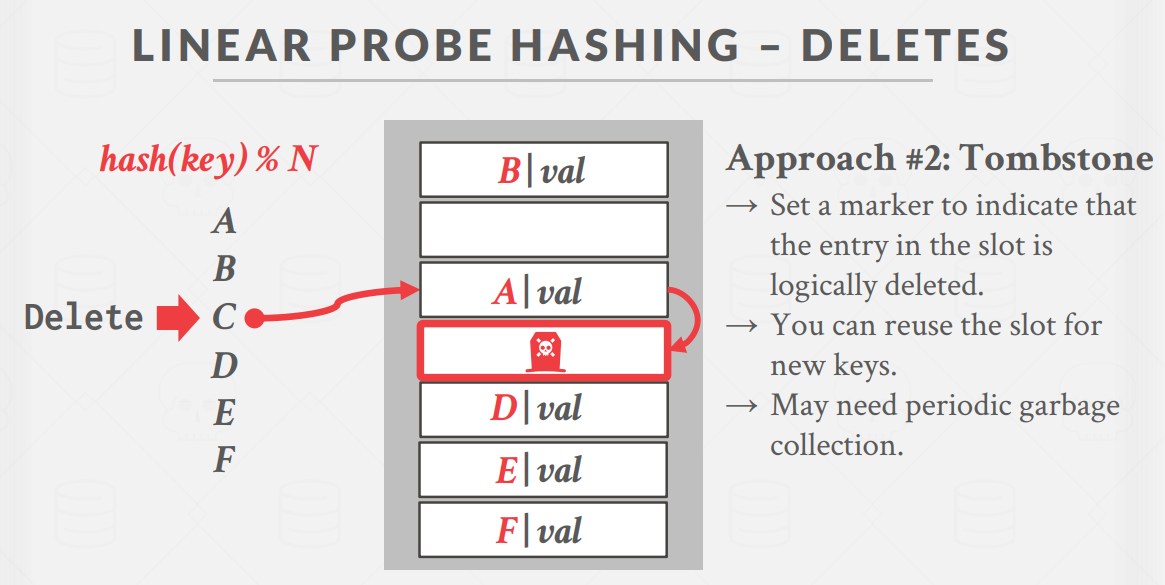 LINEAR PROBE HASHING – DELETES
hash(key) % N
A
B
Delete C
D
E
F
B|val
A|val
D|val
E|val
F|val
Approach #2: Tombstone
→ Set a marker to indicate that
the entry in the slot is
logically deleted.
→ You can reuse the slot for
new keys.
→ May need periodic garbage
collection.